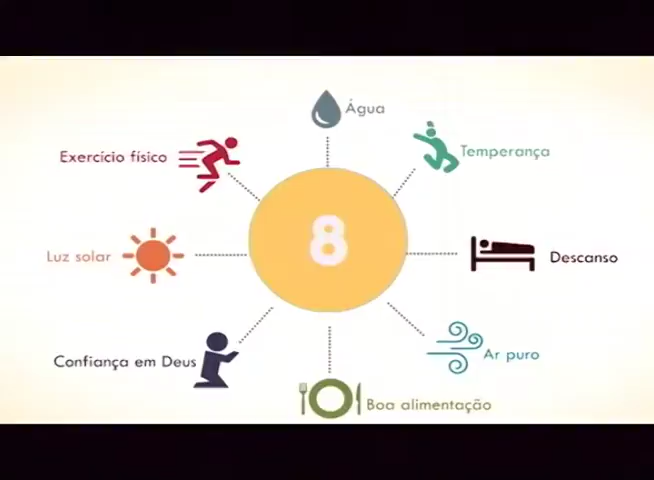 Água
Exercício físico
Temperança
8
Luz solar
Descanso
Confiança em Deus
Ar puro
Boa alimentação